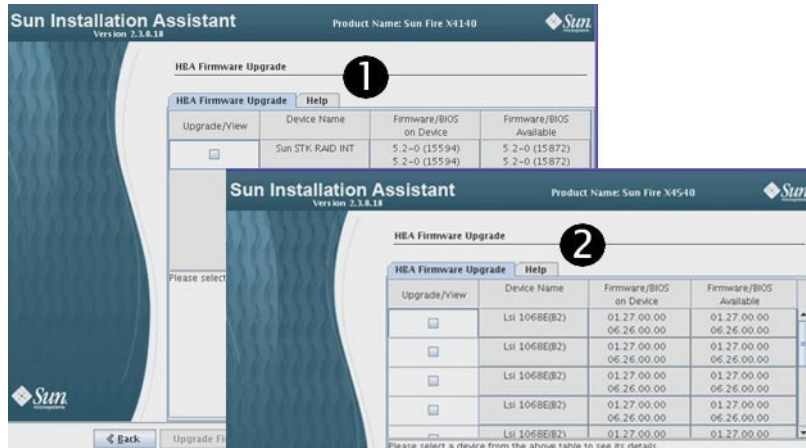 Sun Installation Assistant
Version 2.3.0.18
Product Name: Sun Fire X4140
Sun
microsystems
HBA Firmware Upgrade
1
HBA Firmware Upgrade Help
Upgrade/View Device Name Firmware/BIOS on Device Firmware/BIOS Available
Sun STK RAID INT 5.2-0 (15594) 5.2-0 (15872)
5.2-0 (15594) 5.2-0 (15872)
Please select
Sun
microsystems
Back Upgrade
Sun Installation Assistant
Version 2.3.0.18
Product Name: Sun Fire X4540
Sun
HBA Firmware Upgrade
2
HBA Firmware Upgrade Help
Upgrade/View Device Name Firmware/BIOS on Device Firmware/BIOS Available
Lsi 1068E(B2) 01.27.00.00 01.27.00.00
06.26.00.00 06.26.00.00
Lsi 1068E(B2) 01.27.00.00 01.27.00.00
06.26.00.00 06.26.00.00
Lsi 1068E(B2) 01.27.00.00 01.27.00.00
06.26.00.00 06.26.00.00
Lsi 1068E(B2) 01.27.00.00 01.27.00.00
06.26.00.00 06.26.00.00
Lsi 1068E(B2) 01.27.00.00 01.27.00.00
Please select a device from the above table to see its details